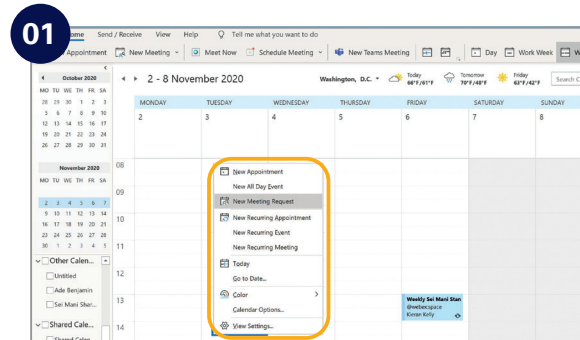 01
Home Send / Receive View Help Tell me what you want to do
Appointment New Meeting Meet Now Schedule Meeting New Teams Meeting Day Work Week
October 2020
2 - 8 November 2020
Washington, D.C. Today 66°F/61°F Tomorrow 70°F/48°F Friday 63°F/42°F Search C
MO TU WE TH FR SA
28 29 30 1 2 3
5 6 7 8 9 10
12 13 14 15 16 17
19 20 21 22 23 24
26 27 28 29 30 31
MONDAY TUESDAY WEDNESDAY THURSDAY FRIDAY SATURDAY SUNDAY
2 3 4 5 6 7 8
November 2020
MO TU WE TH FR SA
2 3 4 5 6 7
9 10 11 12 13 14
16 17 18 19 20 21
23 24 25 26 27 28
30 1 2 3 4 5
Other Calen...
Untitled
Ade Benjamin
Sei Mani Shar...
Shared Cale...
08
09
10
11
12
13
14
New Appointment
New All Day Event
New Meeting Request
New Recurring Appointment
New Recurring Event
New Recurring Meeting
Today
Go to Date...
Color
Calendar Options...
View Settings...
Weekly Sei Mani Stan
@webexspace
Kieran Kelly